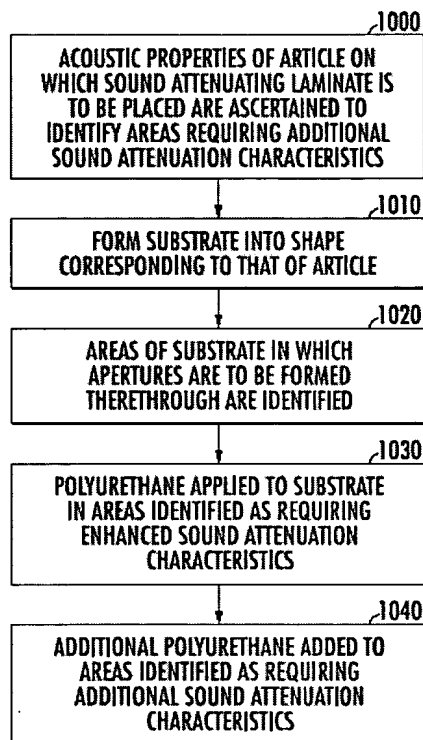 1000
ACOUSTIC PROPERTIES OF ARTICLE ON
WHICH SOUND ATTENUATING LAMINATE IS
TO BE PLACED ARE ASCERTAINED TO
IDENTIFY AREAS REQUIRING ADDITIONAL
SOUND ATTENUATION CHARACTERISTICS
1010
FORM SUBSTRATE INTO SHAPE
CORRESPONDING TO THAT OF ARTICLE
1020
AREAS OF SUBSTRATE IN WHICH
APERTURES ARE TO BE FORMED
THERETHROUGH ARE IDENTIFIED
1030
POLYURETHANE APPLIED TO SUBSTRATE
IN AREAS IDENTIFIED AS REQUIRING
ENHANCED SOUND ATTENUATION
CHARACTERISTICS
1040
ADDITIONAL POLYURETHANE ADDED TO
AREAS IDENTIFIED AS REQUIRING
ADDITIONAL SOUND ATTENUATION
CHARACTERISTICS